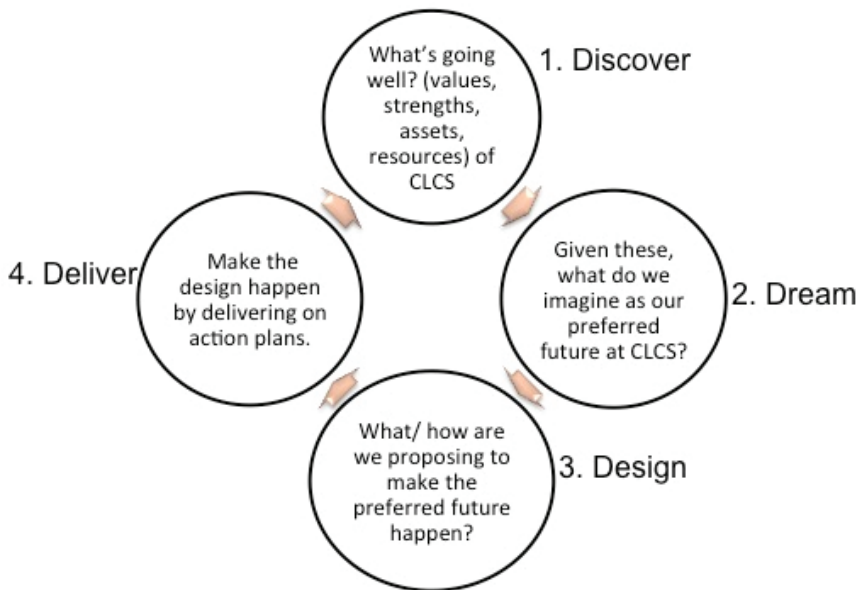 What's going
well? (values,
strengths,
assets,
resources) of
CLCS
1. Discover
Given these,
what do we
imagine as our
preferred
future at CLCS?
2. Dream
What/ how are
we proposing to
make the
preferred future
happen?
3. Design
4. Deliver
Make the
design happen
by delivering on
action plans.